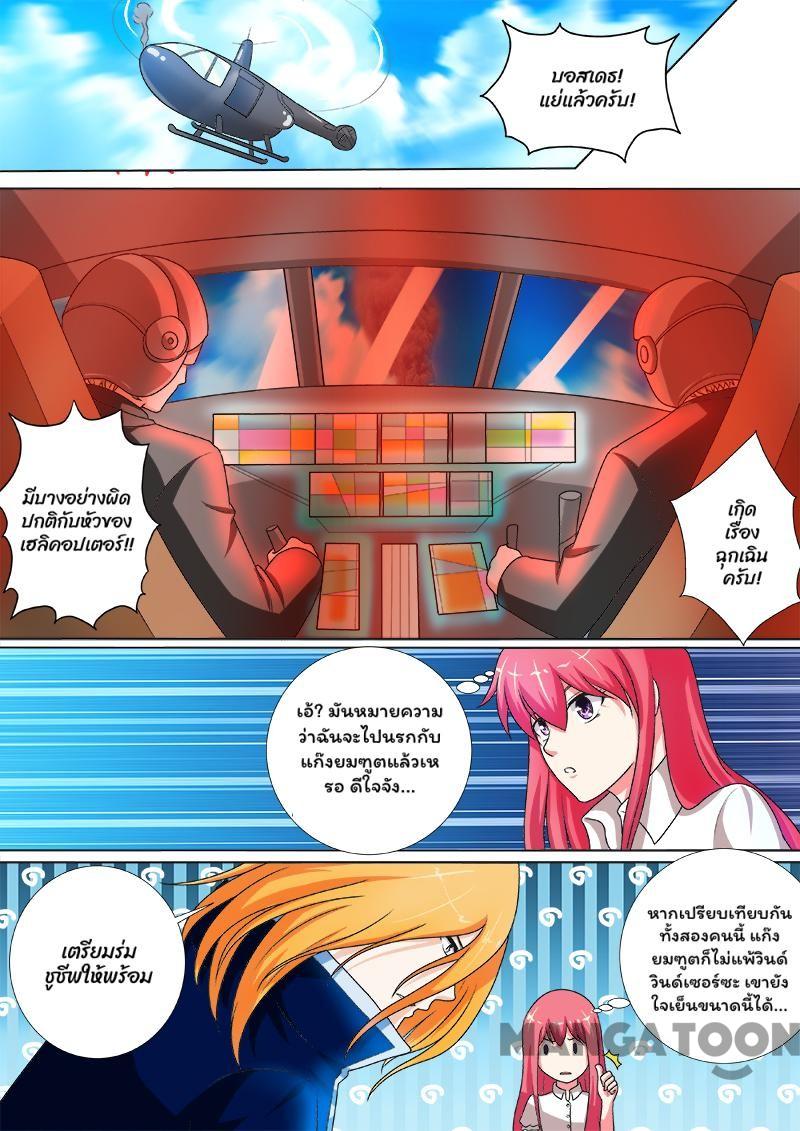 บอสเดธ!
แย่แล้วครับ!
มีบางอย่างผิด
ปกติกับหัวของ
เฮลิคอปเตอร์!!
เกิด
เรื่อง
ฉุกเฉิน
ครับ!
เอ้? มันหมายความ
ว่าฉันจะไปนรกกับ
แก๊งยมฑูตแล้วเห
รอ ดีใจจัง...
เตรียมร่ม
ชูชีพให้พร้อม
หากเปรียบเทียบกัน
ทั้งสองคนนี้ แก๊ง
ยมฑูตก็ไม่แพ้วินด์
วินด์เซอร์ซะ เขายัง
ใจเย็นขนาดนี้ได้...
MANGATOON